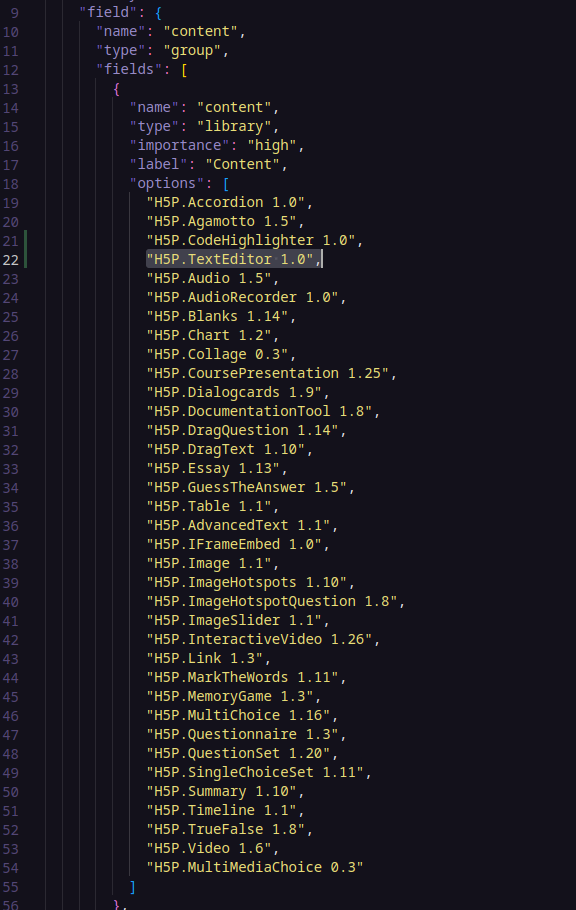 9 "field": {
10 "name": "content",
11 "type": "group",
12 "fields": [
13 {
14 "name": "content",
15 "type": "library",
16 "importance": "high",
17 "label": "Content",
18 "options": [
19 "H5P.Accordion 1.0",
20 "H5P.Agamotto 1.5",
21 "H5P.CodeHighlighter 1.0",
22 "H5P.TextEditor 1.0",
23 "H5P.Audio 1.5",
24 "H5P.AudioRecorder 1.0",
25 "H5P.Blanks 1.14",
26 "H5P.Chart 1.2",
27 "H5P.Collage 0.3",
28 "H5P.CoursePresentation 1.25",
29 "H5P.Dialogcards 1.9",
30 "H5P.DocumentationTool 1.8",
31 "H5P.DragQuestion 1.14",
32 "H5P.DragText 1.10",
33 "H5P.Essay 1.13",
34 "H5P.GuessTheAnswer 1.5",
35 "H5P.Table 1.1",
36 "H5P.AdvancedText 1.1",
37 "H5P.IFrameEmbed 1.0",
38 "H5P.Image 1.1",
39 "H5P.ImageHotspots 1.10",
40 "H5P.ImageHotspotQuestion 1.8",
41 "H5P.ImageSlider 1.1",
42 "H5P.InteractiveVideo 1.26",
43 "H5P.Link 1.3",
44 "H5P.MarkTheWords 1.11",
45 "H5P.MemoryGame 1.3",
46 "H5P.MultiChoice 1.16",
47 "H5P.Questionnaire 1.3",
48 "H5P.QuestionSet 1.20",
49 "H5P.SingleChoiceSet 1.11",
50 "H5P.Summary 1.10",
51 "H5P.Timeline 1.1",
52 "H5P.TrueFalse 1.8",
53 "H5P.Video 1.6",
54 "H5P.MultiMediaChoice 0.3"
55 ]
56 },